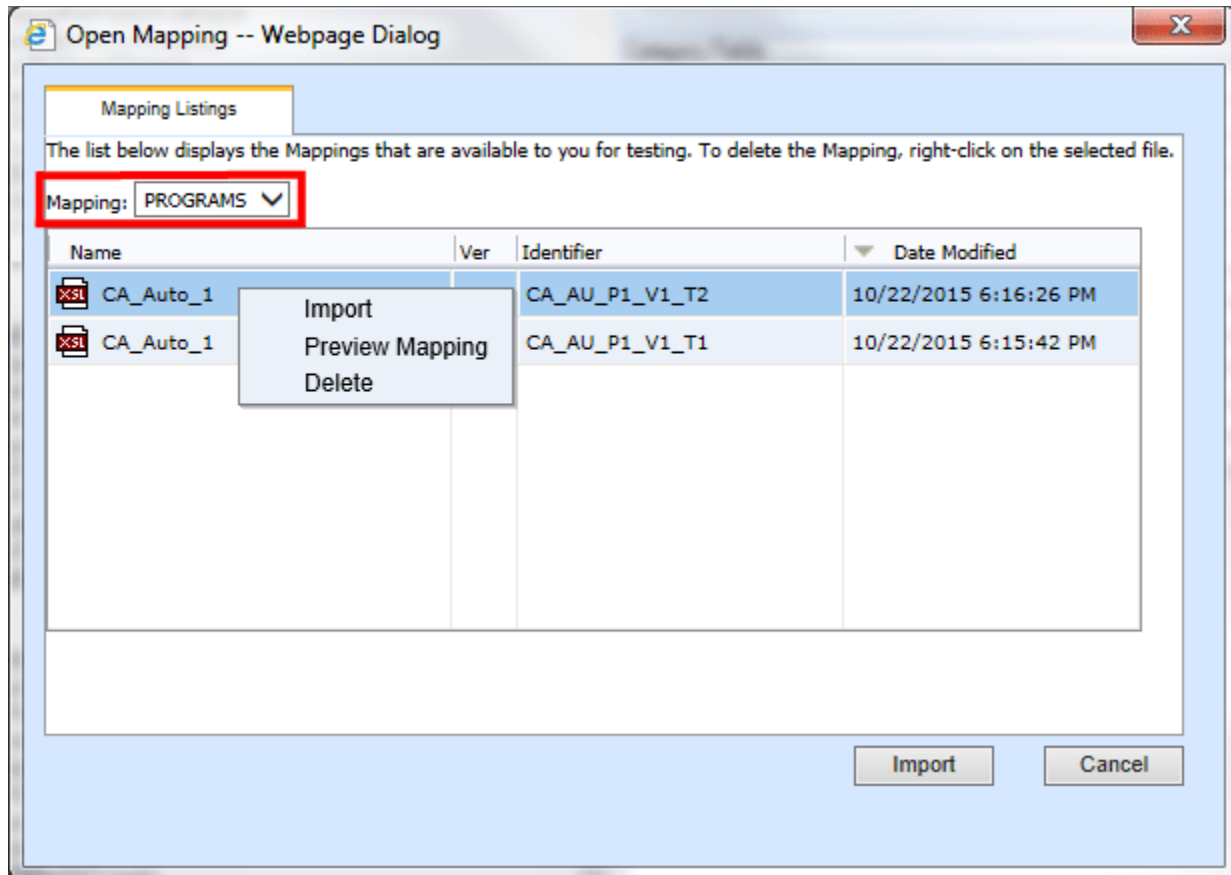 Open Mapping -- Webpage Dialog
X
Mapping Listings
The list below displays the Mappings that are available to you for testing. To delete the Mapping, right-click on the selected file.
Mapping: PROGRAMS
Name Ver Identifier Date Modified
XSL CA_Auto_1 CA_AU_P1_V1_T2 10/22/2015 6:16:26 PM
XSL CA_Auto_1 CA_AU_P1_V1_T1 10/22/2015 6:15:42 PM
Import
Preview Mapping
Delete
Import Cancel